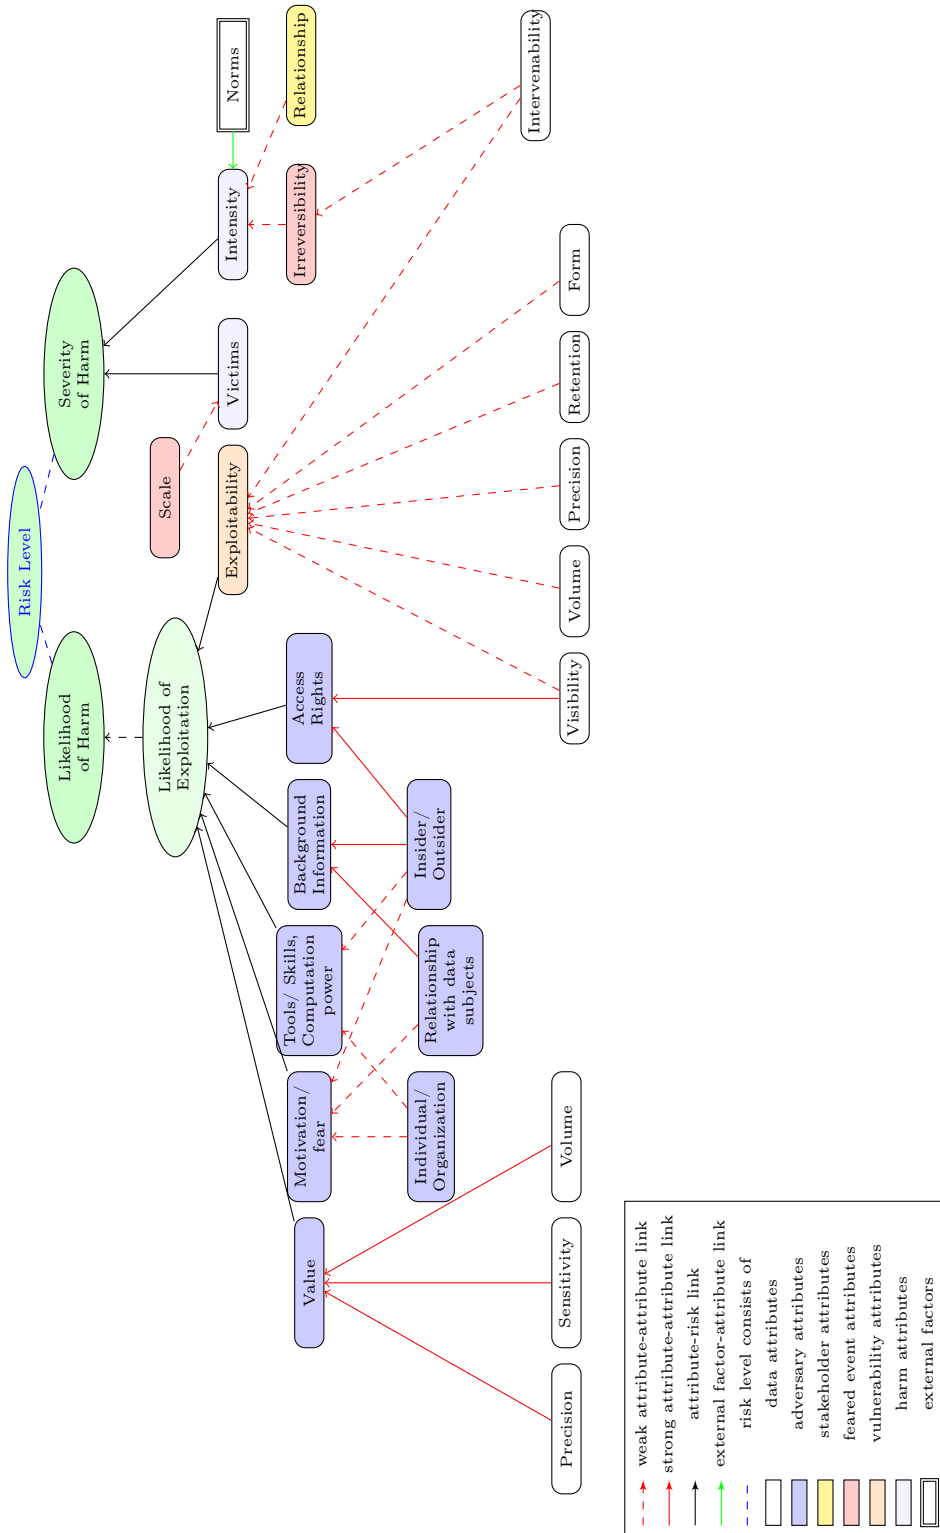 Risk Level
Likelihood
of Harm
Severity
of Harm
Likelihood of
Exploitation
Scale
Value
Motivation/
fear
Tools/ Skills,
Computation
power
Background
Information
Access
Rights
Exploitability
Victims
Intensity
Norms
Irreversibility
Relationship
Individual/
Organization
Relationship
with data
subjects
Insider/
Outsider
Intervenability
Precision
Sensitivity
Volume
Visibility
Volume
Precision
Retention
Form
weak attribute-attribute link
strong attribute-attribute link
attribute-risk link
external factor-attribute link
risk level consists of
data attributes
adversary attributes
stakeholder attributes
feared event attributes
vulnerability attributes
harm attributes
external factors